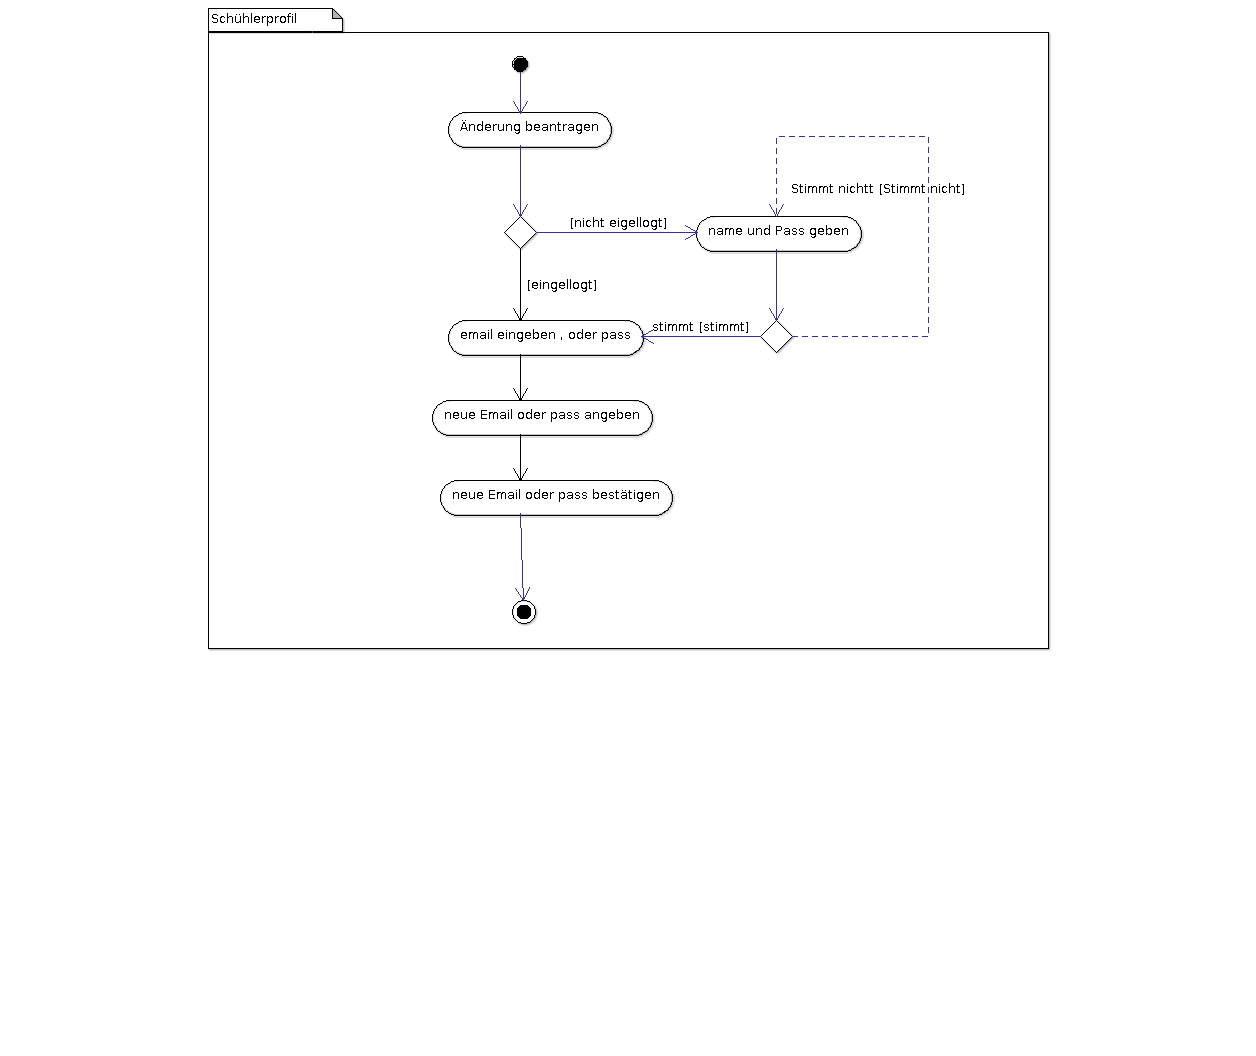 Schühlerprofil
Änderung beantragen
Stimmt nichtt [Stimmt nicht]
[nicht eigellogt]
name und Pass geben
[eingellogt]
stimmt [stimmt]
email eingeben , oder pass
neue Email oder pass angeben
neue Email oder pass bestätigen